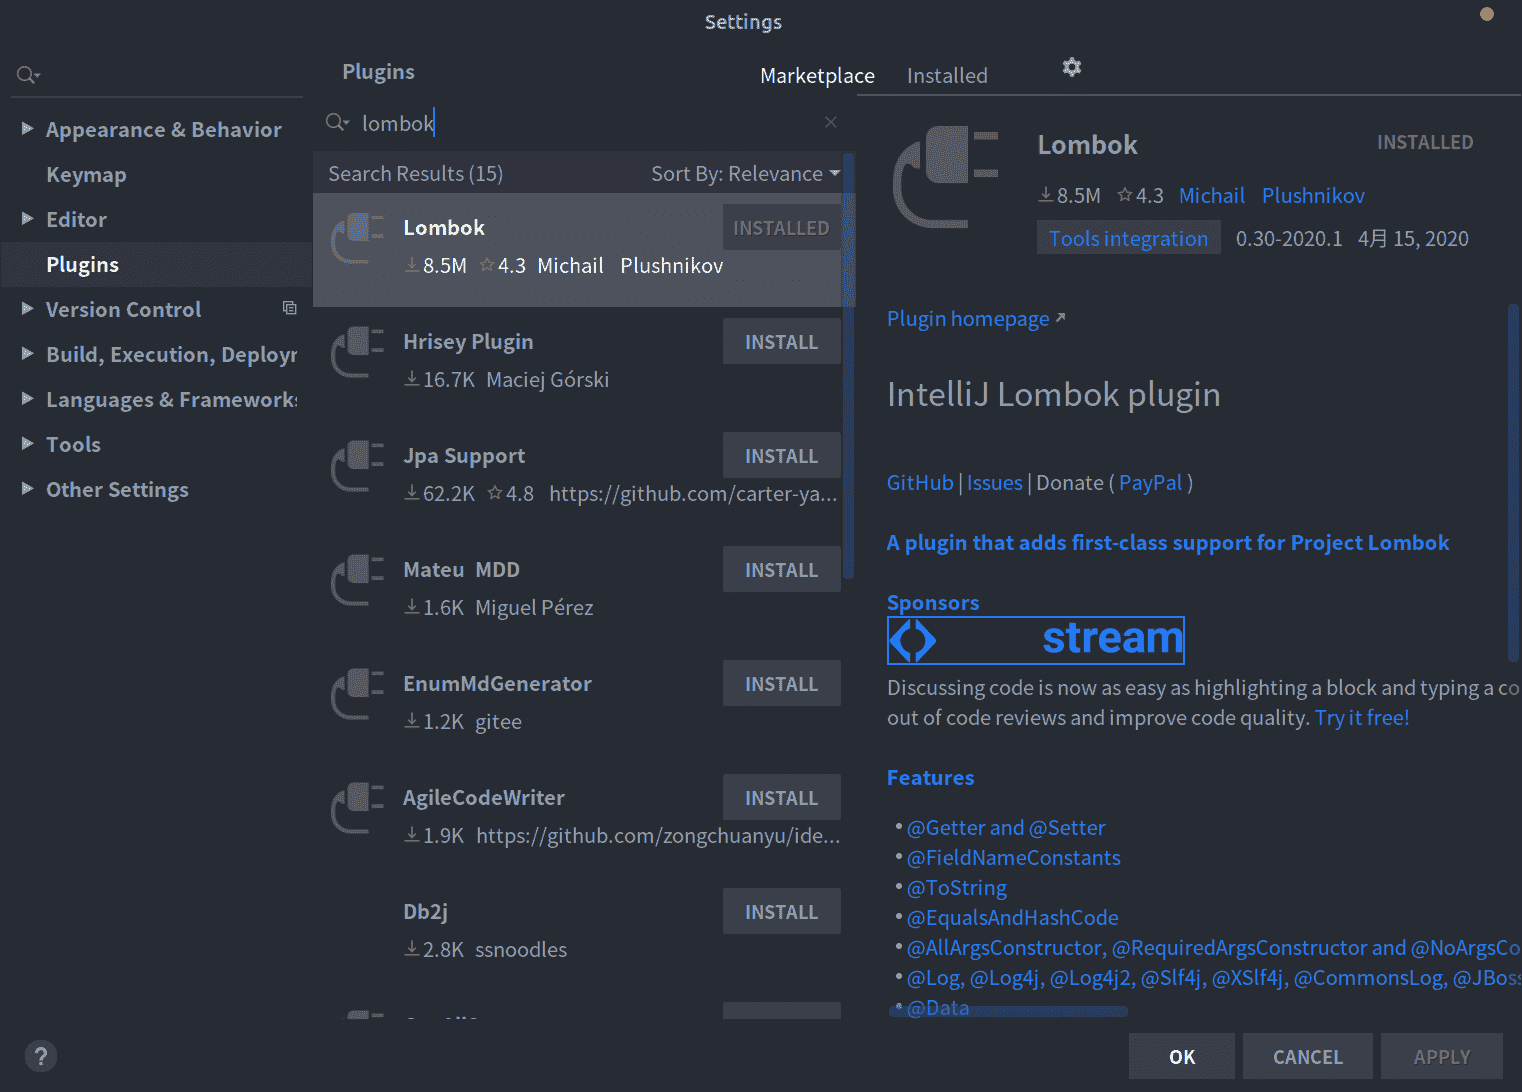 Settings
Plugins
Marketplace
Installed
Appearance & Behavior
Keymap
Editor
Plugins
Version Control
Build, Execution, Deployr
Languages & Frameworks
Tools
Other Settings
lombok
Search Results (15)
Sort By: Relevance
Lombok
INSTALLED
8.5M 4.3 Michail Plushnikov
Hrisey Plugin
INSTALL
16.7K Maciej Górski
Jpa Support
INSTALL
62.2K 4.8 https://github.com/carter-ya...
Mateu MDD
INSTALL
1.6K Miguel Pérez
EnumMdGenerator
INSTALL
1.2K gitee
AgileCodeWriter
INSTALL
1.9K https://github.com/zongchuanyu/ide...
Db2j
INSTALL
2.8K ssnoodles
Lombok
INSTALLED
8.5M 4.3 Michail Plushnikov
Tools integration 0.30-2020.1 4月 15, 2020
Plugin homepage
IntelliJ Lombok plugin
GitHub | Issues | Donate ( PayPal )
A plugin that adds first-class support for Project Lombok
Sponsors
stream
Discussing code is now as easy as highlighting a block and typing a co
out of code reviews and improve code quality. Try it free!
Features
• @Getter and @Setter
• @FieldNameConstants
• @ToString
• @EqualsAndHashCode
• @AllArgsConstructor, @RequiredArgsConstructor and @NoArgsCo
• @Log, @Log4j, @Log4j2, @Slf4j, @XSlf4j, @CommonsLog, @JBoss
• @Data
?
OK
CANCEL
APPLY